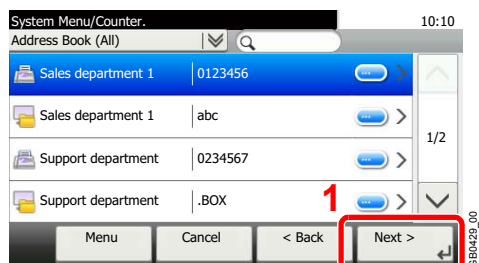 System Menu/Counter. 10:10
Address Book (All)
Sales department 1 0123456
Sales department 1 abc
1/2
Support department 0234567
Support department .BOX
1
Menu Cancel < Back Next >
GB0429_00